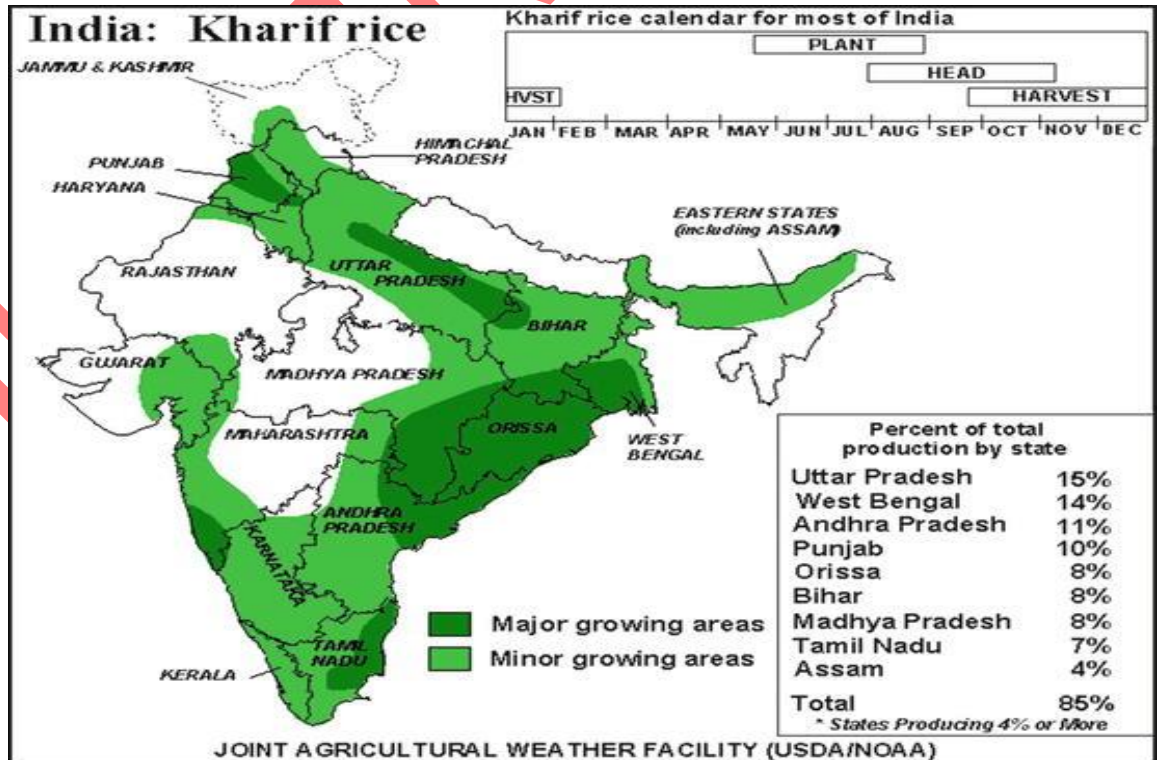 India: Kharif rice
Kharif rice calendar for most of India
PLANT
HEAD
HVST
HARVEST
JAN FEB MAR APR MAY JUN JUL AUG SEP OCT NOV DEC
JAMMU & KASHMIR
HIMACHAL
PRADESH
PUNJAB
HARYANA
EASTERN STATES
(including ASSAM)
RAJASTHAN
UTTAR
PRADESH
BIHAR
GUJARAT
MADHYA PRADESH
MAHARASHTRA
ORISSA
WEST
BENGAL
ANDHRA
PRADESH
KARNATAKA
TAMIL
NADU
KERALA
Major growing areas
Minor growing areas
Percent of total
production by state
Uttar Pradesh 15%
West Bengal 14%
Andhra Pradesh 11%
Punjab 10%
Orissa 8%
Bihar 8%
Madhya Pradesh 8%
Tamil Nadu 7%
Assam 4%
Total 85%
* States Producing 4% or More
JOINT AGRICULTURAL WEATHER FACILITY (USDA/NOAA)